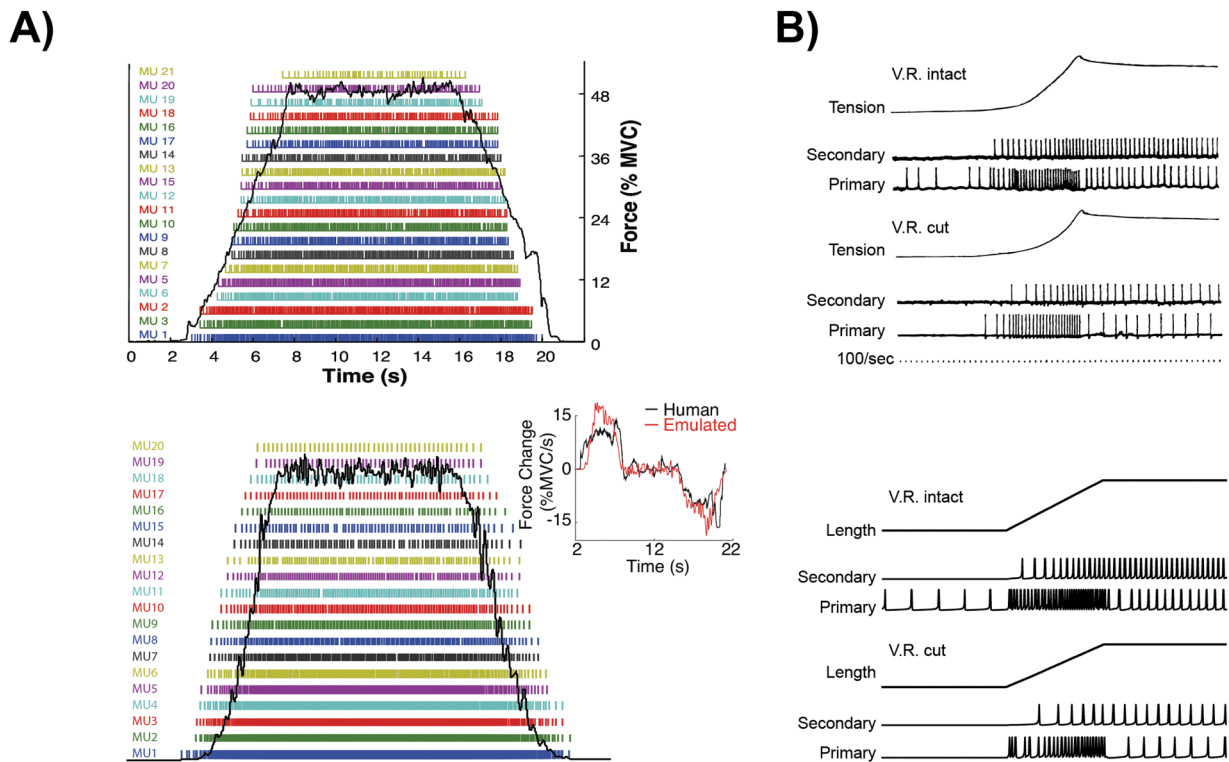 A)
MU 21
MU 20
MU 19
MU 18
MU 16
MU 17
MU 14
MU 13
MU 15
MU 12
MU 11
MU 10
MU 9
MU 8
MU 7
MU 5
MU 6
MU 2
MU 3
MU 1
48
36
24
12
0
Force (% MVC)
0 2 4 6 8 10 12 14 16 18 20
Time (s)
MU20
MU19
MU18
MU17
MU16
MU15
MU14
MU13
MU12
MU11
MU10
MU9
MU8
MU7
MU6
MU5
MU4
MU3
MU2
MU1
Force Change
(%MVC/s)
15
0
-15
Human
Emulated
2 12 22
Time (s)
B)
V.R. intact
Tension
Secondary
Primary
V.R. cut
Tension
Secondary
Primary
100/sec
V.R. intact
Length
Secondary
Primary
V.R. cut
Length
Secondary
Primary